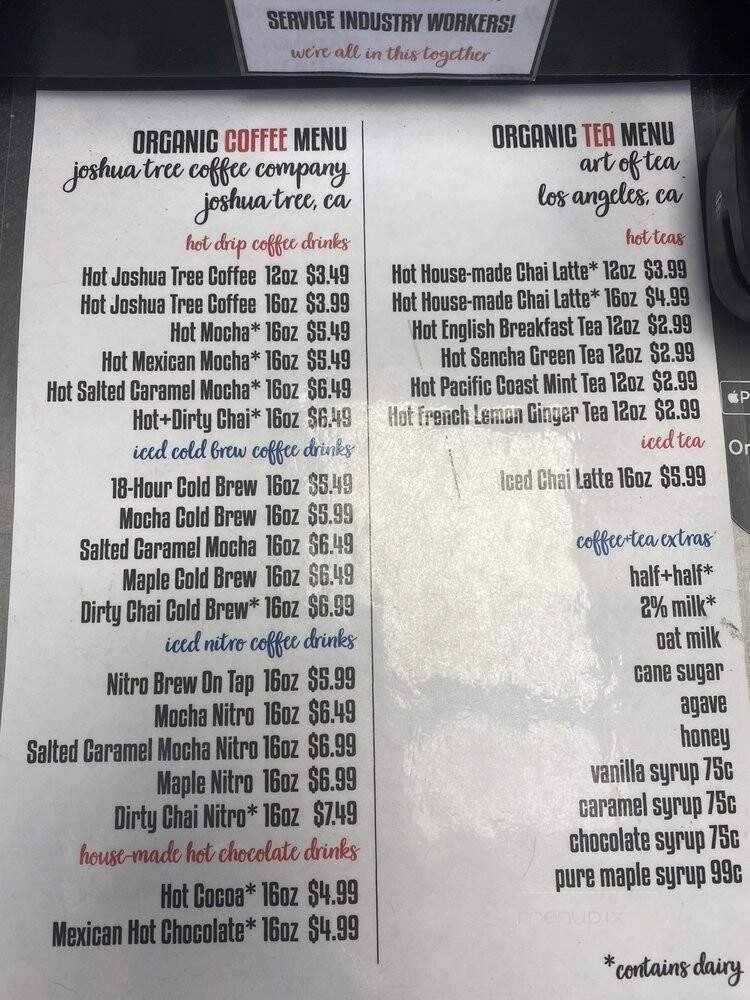 SERVICE INDUSTRY WORKERS!
we're all in this together
ORGANIC COFFEE MENU
joshua tree coffee company
joshua tree, ca
hot drip coffee drinks
Hot Joshua Tree Coffee 12oz $3.49
Hot Joshua Tree Coffee 16oz $3.99
Hot Mocha* 16oz $5.49
Hot Mexican Mocha* 16oz $5.49
Hot Salted Caramel Mocha* 16oz $6.49
Hot+Dirty Chai* 16oz $6.49
iced cold brew coffee drinks
18-Hour Cold Brew 16oz $5.49
Mocha Cold Brew 16oz $5.99
Salted Caramel Mocha 16oz $6.49
Maple Cold Brew 16oz $6.49
Dirty Chai Cold Brew* 16oz $6.99
iced nitro coffee drinks
Nitro Brew On Tap 16oz $5.99
Mocha Nitro 16oz $6.49
Salted Caramel Mocha Nitro 16oz $6.99
Maple Nitro 16oz $6.99
Dirty Chai Nitro* 16oz $7.49
house-made hot chocolate drinks
Hot Cocoa* 16oz $4.99
Mexican Hot Chocolate* 16oz $4.99
ORGANIC TEA MENU
art of tea
los angeles, ca
hot teas
Hot House-made Chai Latte* 12oz $3.99
Hot House-made Chai Latte* 16oz $4.99
Hot English Breakfast Tea 12oz $2.99
Hot Sencha Green Tea 12oz $2.99
Hot Pacific Coast Mint Tea 12oz $2.99
Hot French Lemon Ginger Tea 12oz $2.99
iced tea
Iced Chai Latte 16oz $5.99
coffee+tea extras
half+half*
2% milk*
oat milk
cane sugar
agave
honey
vanilla syrup 75c
caramel syrup 75c
chocolate syrup 75c
pure maple syrup 99c
*contains dairy
menupix